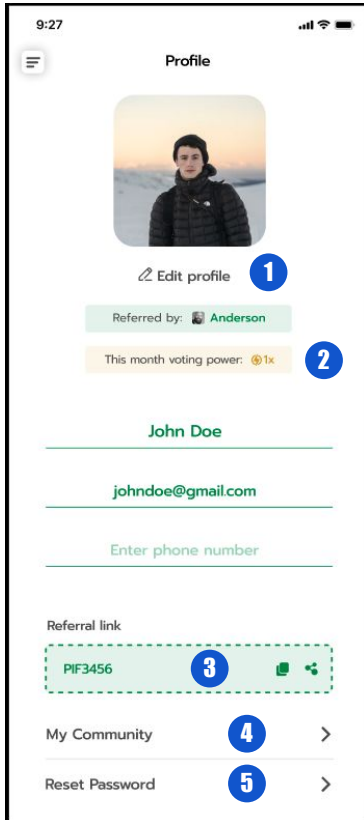 9:27
Profile
Edit profile 1
Referred by: Anderson
This month voting power: 1x 2
John Doe
johndoe@gmail.com
Enter phone number
Referral link
PIF3456 3
My Community 4
Reset Password 5